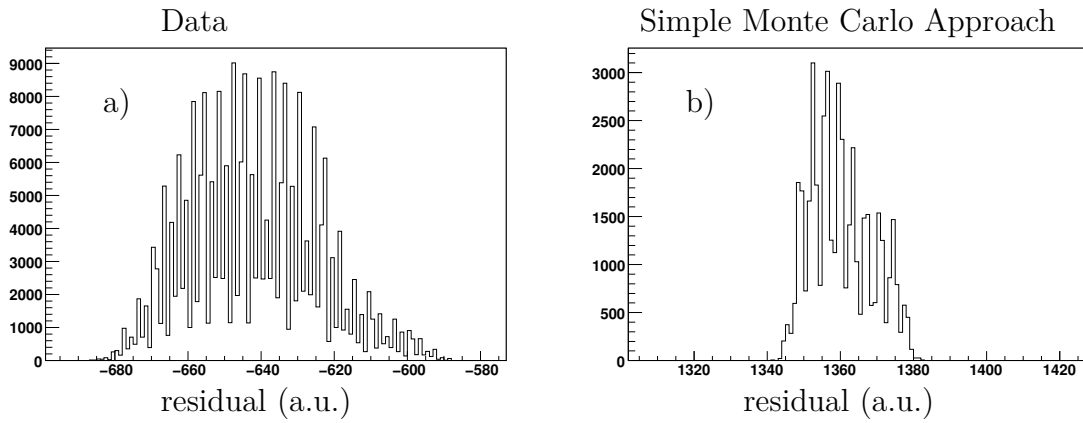 Data
Simple Monte Carlo Approach
a)
b)
9000
8000
7000
6000
5000
4000
3000
2000
1000
0
−680 −660 −640 −620 −600 −580
residual (a.u.)
3000
2500
2000
1500
1000
500
0
1320 1340 1360 1380 1400 1420
residual (a.u.)